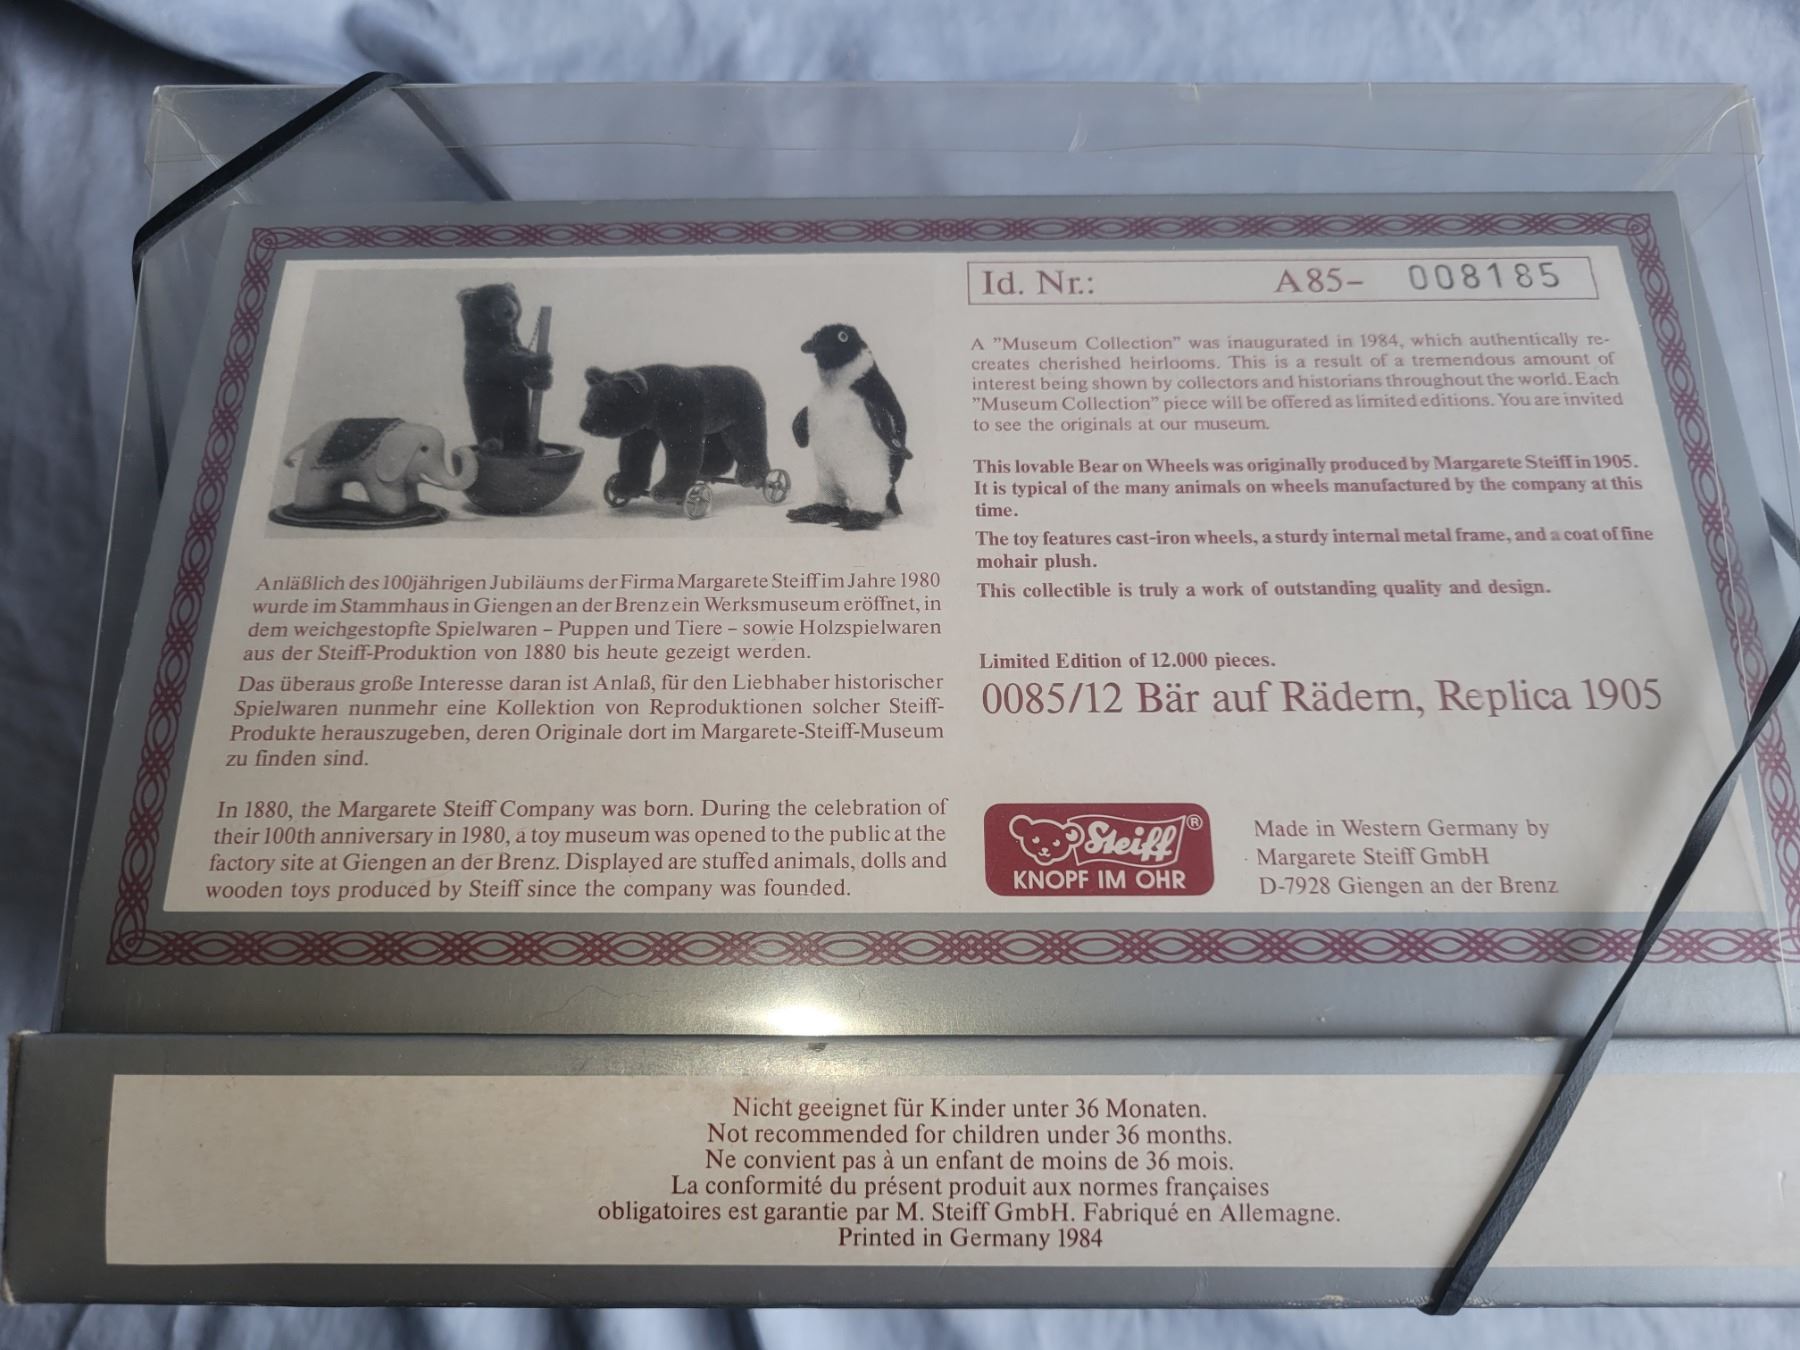 Id. Nr.: A85- 008185
A "Museum Collection" was inaugurated in 1984, which authentically re-
creates cherished heirlooms. This is a result of a tremendous amount of
interest being shown by collectors and historians throughout the world. Each
"Museum Collection" piece will be offered as limited editions. You are invited
to see the originals at our museum.
This lovable Bear on Wheels was originally produced by Margarete Steiff in 1905.
It is typical of the many animals on wheels manufactured by the company at this
time.
The toy features cast-iron wheels, a sturdy internal metal frame, and a coat of fine
mohair plush.
This collectible is truly a work of outstanding quality and design.
Limited Edition of 12.000 pieces.
0085/12 Bär auf Rädern, Replica 1905
Anläßlich des 100jährigen Jubiläums der Firma Margarete Steiff im Jahre 1980
wurde im Stammhaus in Giengen an der Brenz ein Werksmuseum eröffnet, in
dem weichgestopfte Spielwaren – Puppen und Tiere – sowie Holzspielwaren
aus der Steiff-Produktion von 1880 bis heute gezeigt werden.
Das überaus große Interesse daran ist Anlaß, für den Liebhaber historischer
Spielwaren nunmehr eine Kollektion von Reproduktionen solcher Steiff-
Produkte herauszugeben, deren Originale dort im Margarete-Steiff-Museum
zu finden sind.
In 1880, the Margarete Steiff Company was born. During the celebration of
their 100th anniversary in 1980, a toy museum was opened to the public at the
factory site at Giengen an der Brenz. Displayed are stuffed animals, dolls and
wooden toys produced by Steiff since the company was founded.
Steiff ®
KNOPF IM OHR
Made in Western Germany by
Margarete Steiff GmbH
D-7928 Giengen an der Brenz
Nicht geeignet für Kinder unter 36 Monaten.
Not recommended for children under 36 months.
Ne convient pas à un enfant de moins de 36 mois.
La conformité du présent produit aux normes françaises
obligatoires est garantie par M. Steiff GmbH. Fabriqué en Allemagne.
Printed in Germany 1984